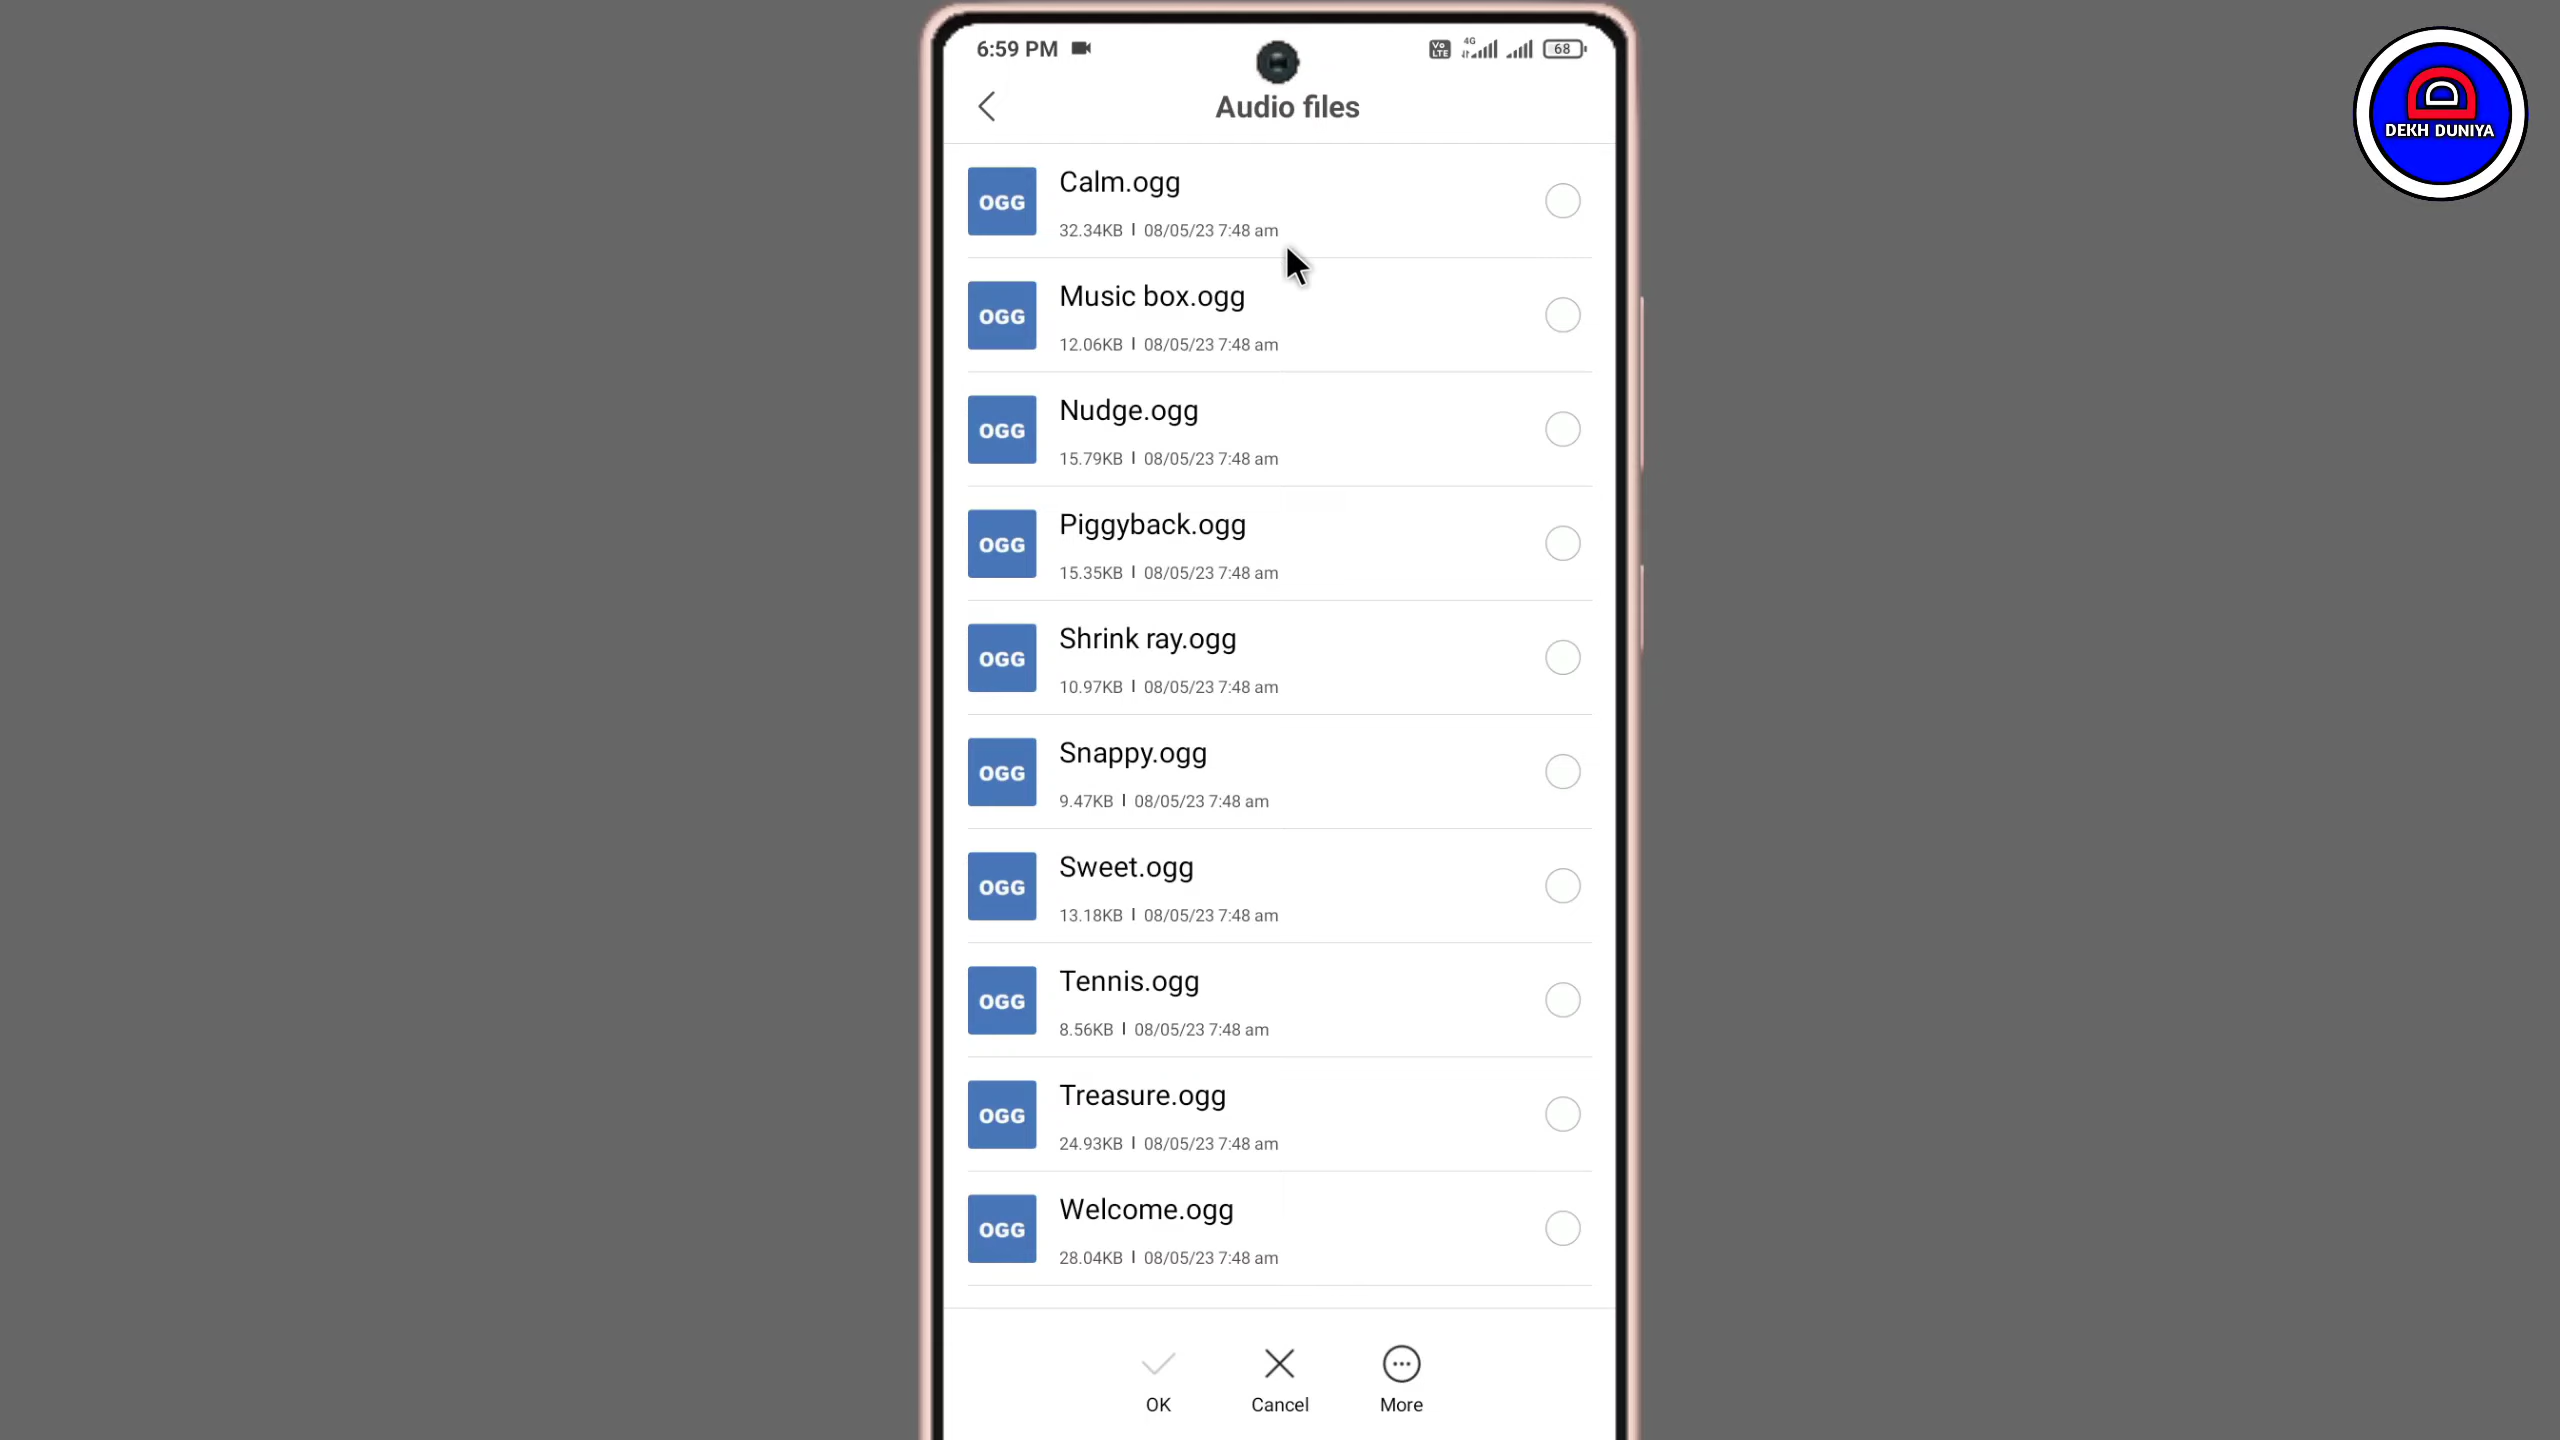 6:59 PM
Vo LTE 4G 68
DEKH DUNIYA
Audio files
OGG
Calm.ogg
32.34KB | 08/05/23 7:48 am
OGG
Music box.ogg
12.06KB | 08/05/23 7:48 am
OGG
Nudge.ogg
15.79KB | 08/05/23 7:48 am
OGG
Piggyback.ogg
15.35KB | 08/05/23 7:48 am
OGG
Shrink ray.ogg
10.97KB | 08/05/23 7:48 am
OGG
Snappy.ogg
9.47KB | 08/05/23 7:48 am
OGG
Sweet.ogg
13.18KB | 08/05/23 7:48 am
OGG
Tennis.ogg
8.56KB | 08/05/23 7:48 am
OGG
Treasure.ogg
24.93KB | 08/05/23 7:48 am
OGG
Welcome.ogg
28.04KB | 08/05/23 7:48 am
OK Cancel More